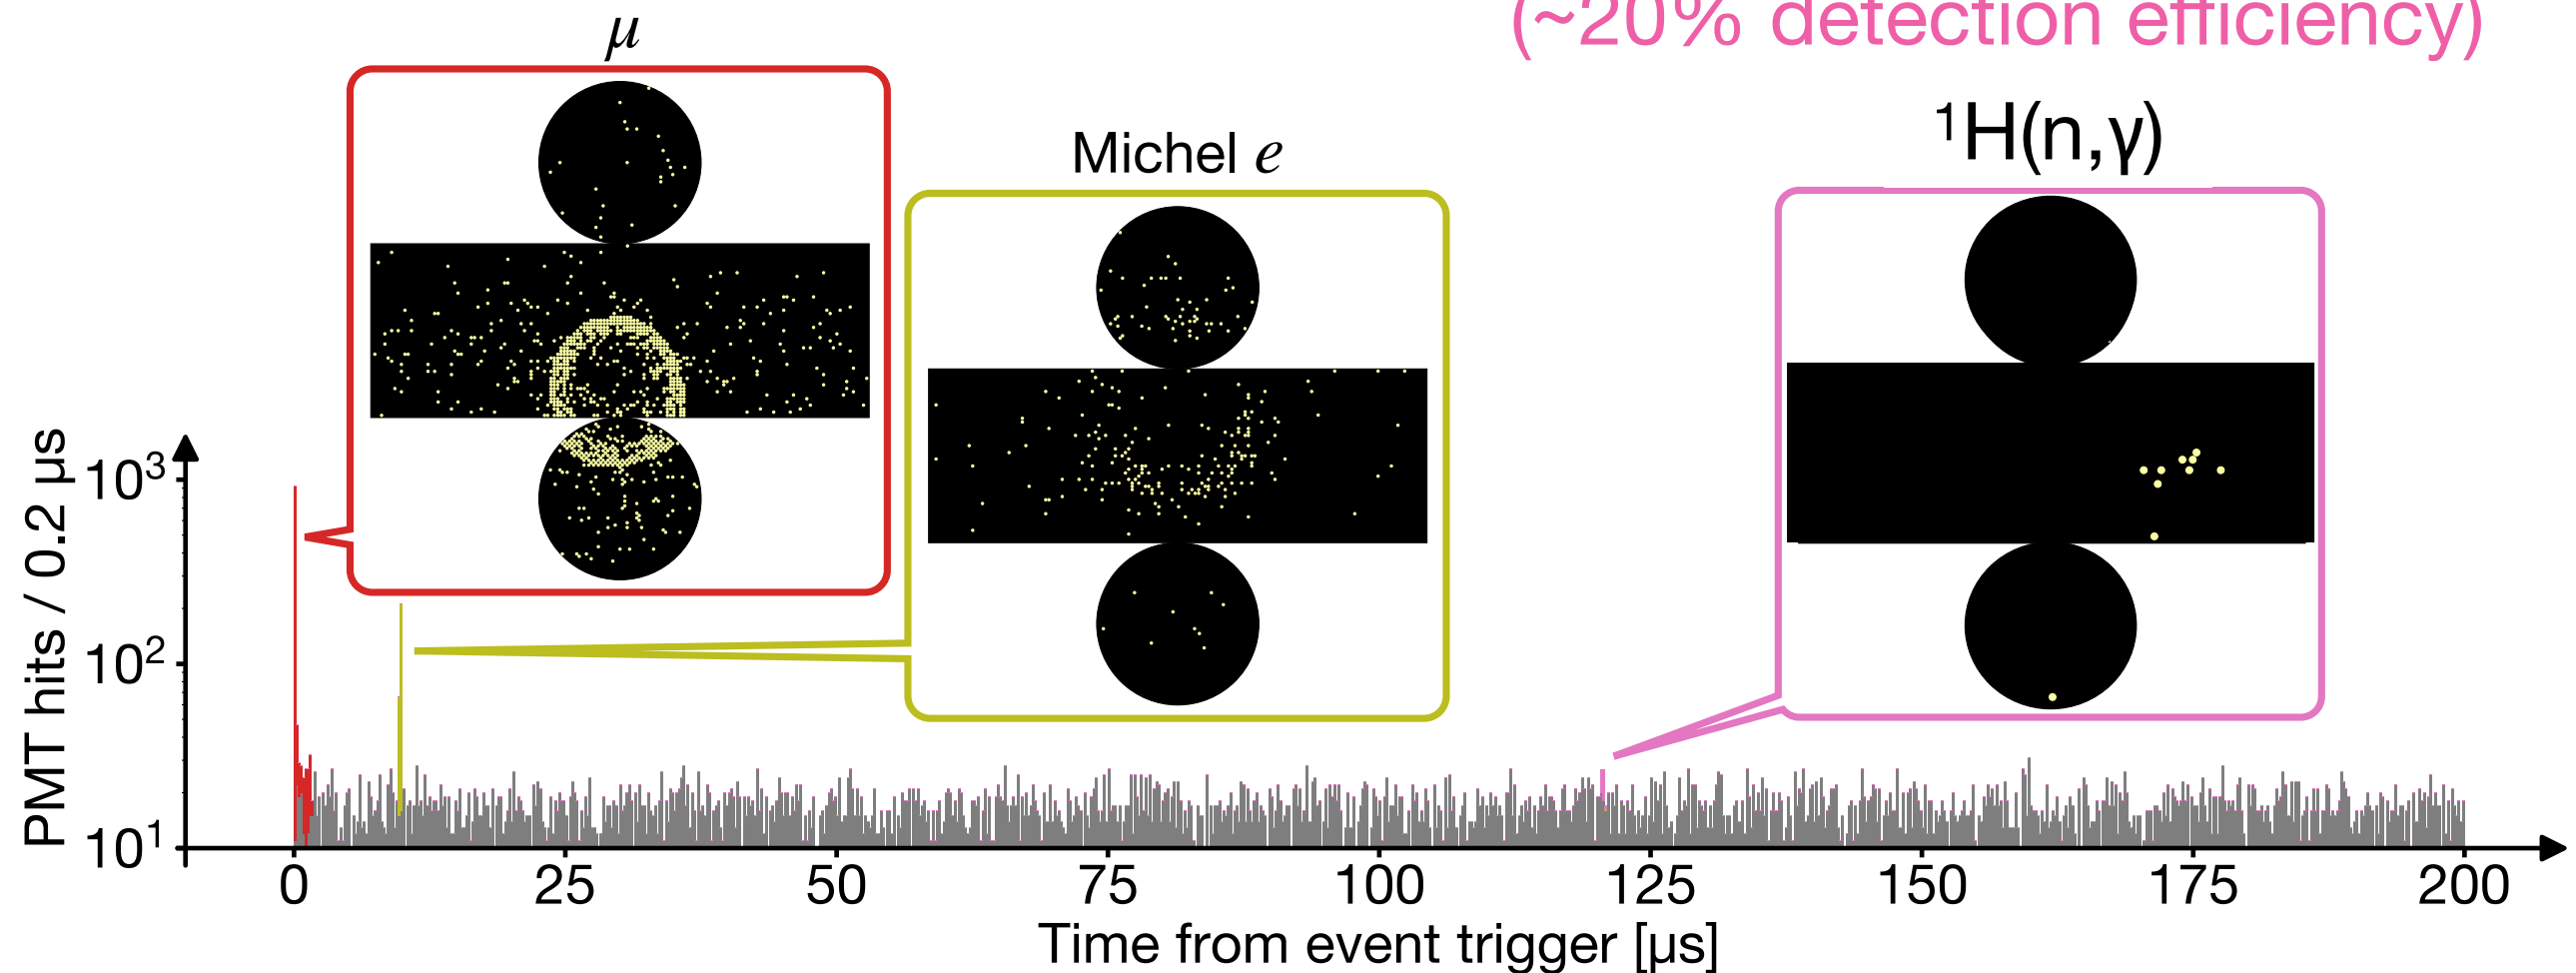 (~20% detection efficiency)
μ
Michel e
¹H(n,γ)
PMT hits / 0.2 μs
10³
10²
10¹
0 25 50 75 100 125 150 175 200
Time from event trigger [μs]